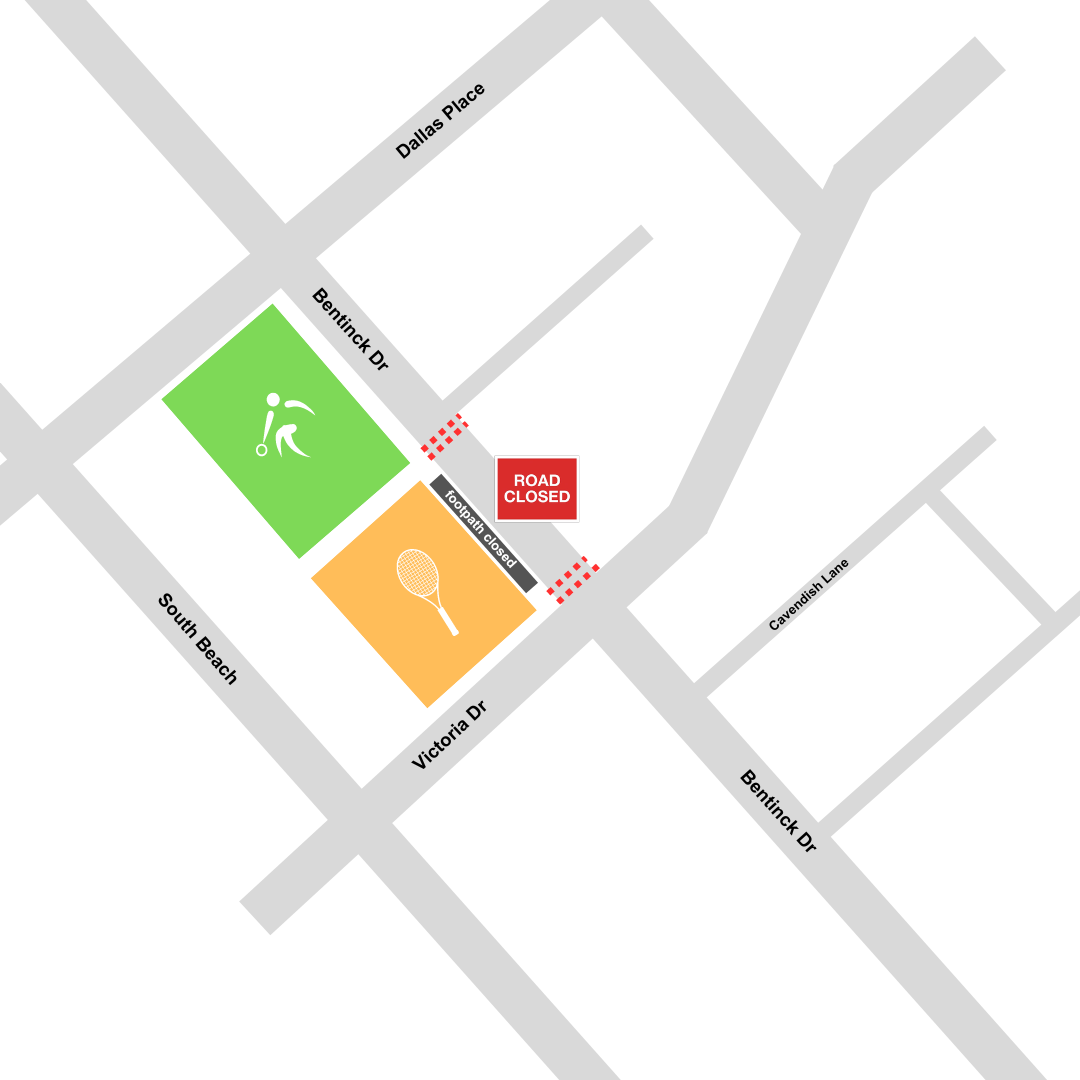 Dallas Place
Bentinck Dr
ROAD
CLOSED
footpath closed
Cavendish Lane
South Beach
Victoria Dr
Bentinck Dr